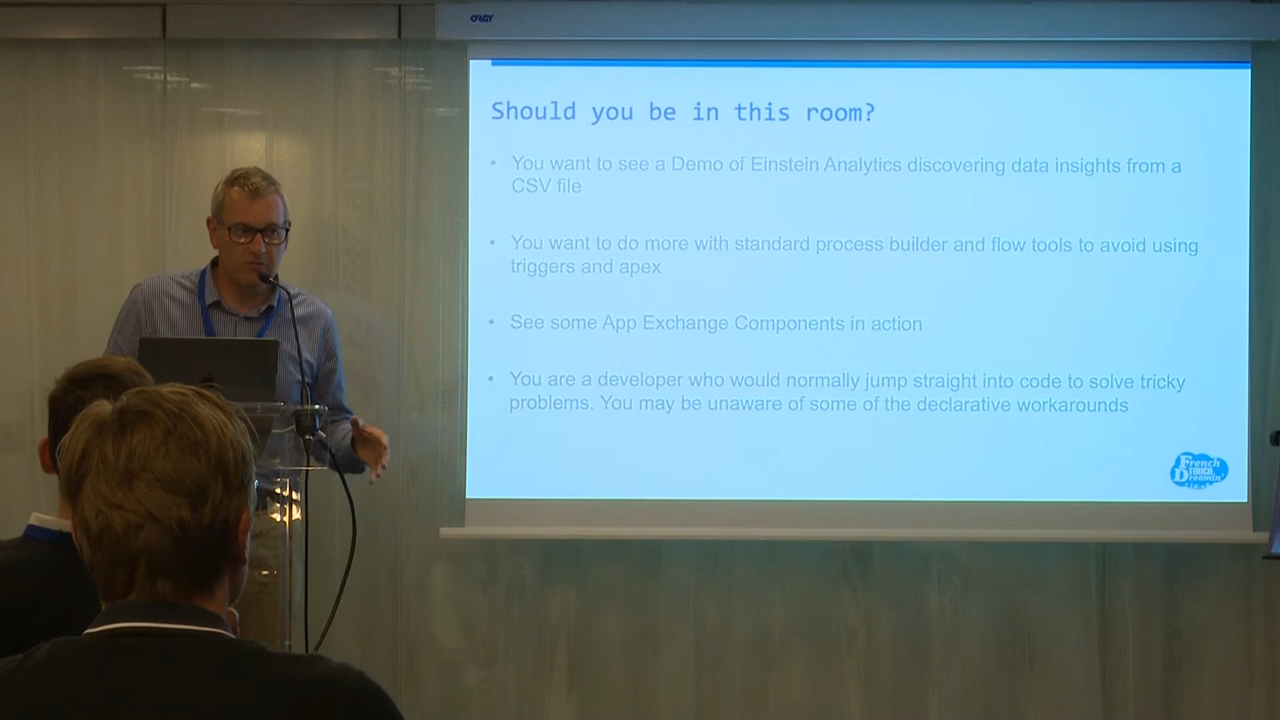 ORAY
Should you be in this room?
• You want to see a Demo of Einstein Analytics discovering data insights from a
CSV file
• You want to do more with standard process builder and flow tools to avoid using
triggers and apex
• See some App Exchange Components in action
• You are a developer who would normally jump straight into code to solve tricky
problems. You may be unaware of some of the declarative workarounds
French
TOUCH
Dreamin'